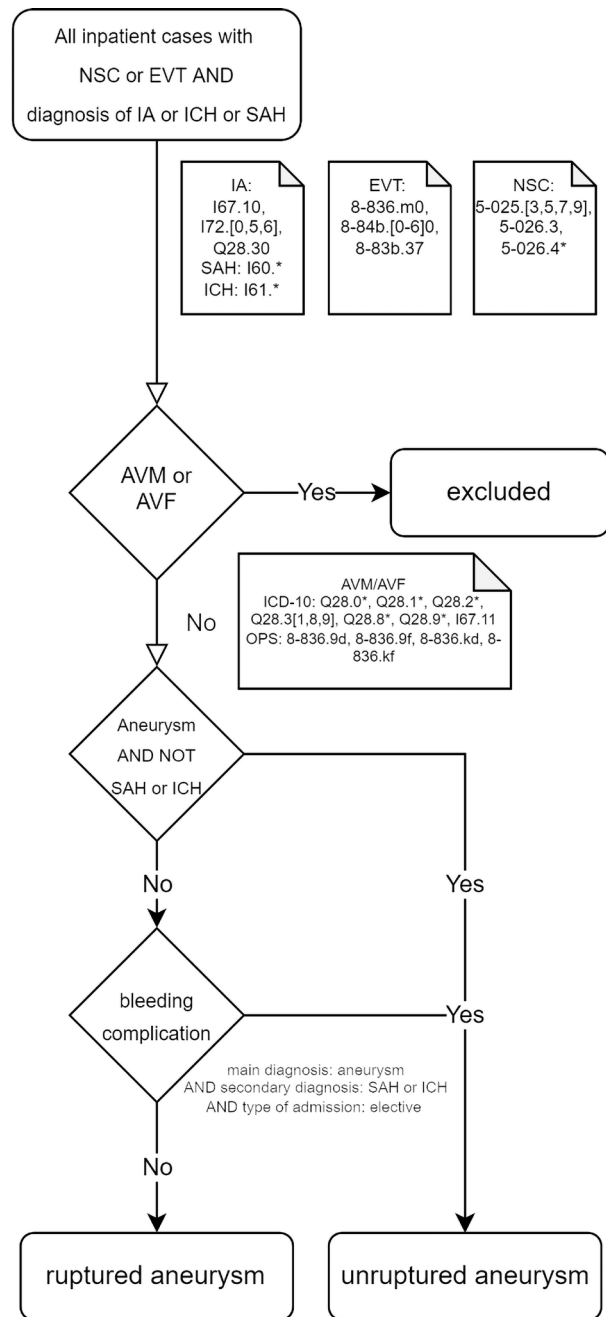 All inpatient cases with
NSC or EVT AND
diagnosis of IA or ICH or SAH
IA:
I67.10,
I72.[0,5,6],
Q28.30
SAH: I60.*
ICH: I61.*
EVT:
8-836.m0,
8-84b.[0-6]0,
8-83b.37
NSC:
5-025.[3,5,7,9],
5-026.3,
5-026.4*
AVM or
AVF
Yes
excluded
No
AVM/AVF
ICD-10: Q28.0*, Q28.1*, Q28.2*,
Q28.3[1,8,9], Q28.8*, Q28.9*, I67.11
OPS: 8-836.9d, 8-836.9f, 8-836.kd, 8-
836.kf
Aneurysm
AND NOT
SAH or ICH
No
Yes
bleeding
complication
Yes
main diagnosis: aneurysm
AND secondary diagnosis: SAH or ICH
AND type of admission: elective
No
ruptured aneurysm
unruptured aneurysm